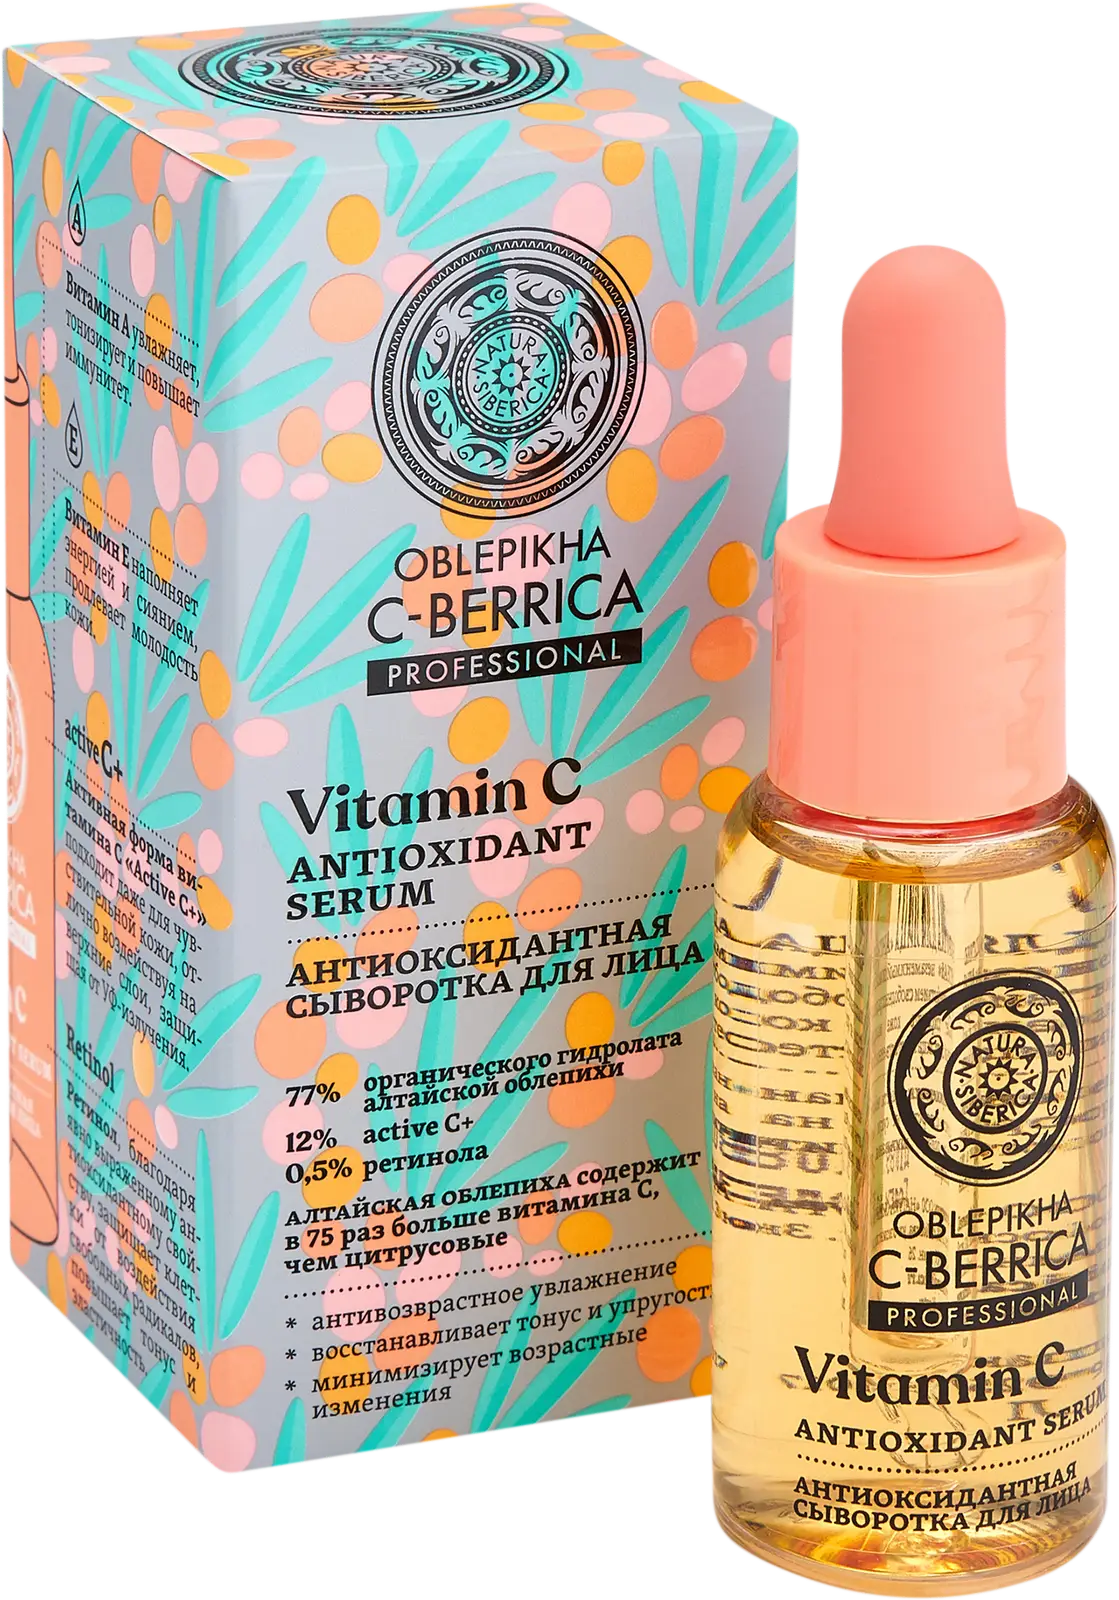 NATURA
SIBERICA
A
Витамин А увлажняет,
тонизирует и повышает
иммунитет.
E
Витамин Е наполняет
энергией и сиянием,
продлевает молодость
кожи.
active C+
Активная форма ви-
тамина С «Active C+»
подходит даже для чув-
ствительной кожи, от-
лично воздействуя на
верхние слои, защи-
щая от УФ-излучения.
Retinol
Ретинол, благодаря
явно выраженному ан-
тиоксидантному свой-
ству, защищает клет-
ки от воздействия
свободных радикалов,
повышает тонус и
эластичность.
NATURA
SIBERICA
OBLEPIKHA
C-BERRICA
PROFESSIONAL
Vitamin C
ANTIOXIDANT
SERUM
АНТИОКСИДАНТНАЯ
СЫВОРОТКА ДЛЯ ЛИЦА
77% органического гидролата
алтайской облепихи
12% active C+
0,5% ретинола
АЛТАЙСКАЯ ОБЛЕПИХА СОДЕРЖИТ
в 75 раз больше витамина С,
чем цитрусовые
* антивозврастное увлажнение
* восстанавливает тонус и упругость
* минимизирует возрастные
изменения
NATURA
SIBERICA
OBLEPIKHA
C-BERRICA
PROFESSIONAL
Vitamin C
ANTIOXIDANT SERUM
АНТИОКСИДАНТНАЯ
СЫВОРОТКА ДЛЯ ЛИЦА